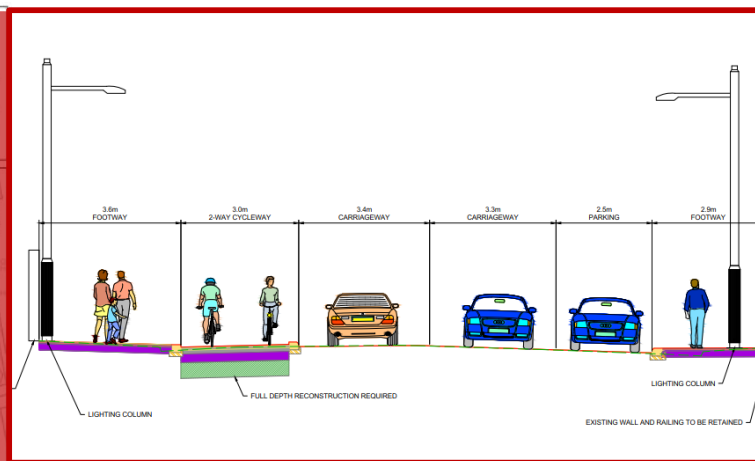 3.6m
FOOTWAY
3.0m
2-WAY CYCLEWAY
3.4m
CARRIAGEWAY
3.3m
CARRIAGEWAY
2.5m
PARKING
2.9m
FOOTWAY
LIGHTING COLUMN
FULL DEPTH RECONSTRUCTION REQUIRED
LIGHTING COLUMN
EXISTING WALL AND RAILING TO BE RETAINED